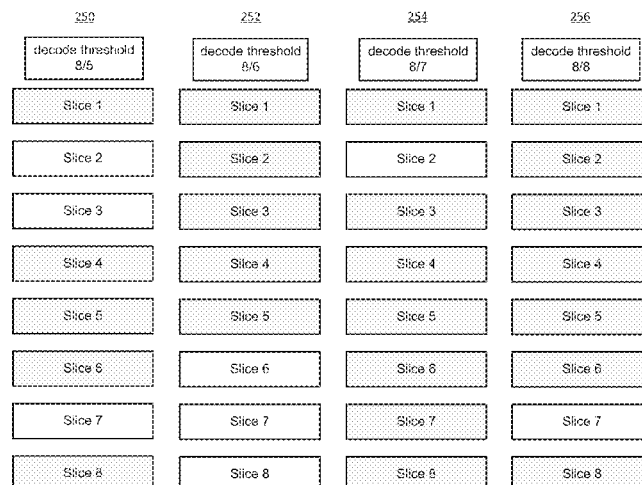 250 252 254 256
decode threshold decode threshold decode threshold decode threshold
8/5 8/6 8/7 8/8
Slice 1 Slice 1 Slice 1 Slice 1
Slice 2 Slice 2 Slice 2 Slice 2
Slice 3 Slice 3 Slice 3 Slice 3
Slice 4 Slice 4 Slice 4 Slice 4
Slice 5 Slice 5 Slice 5 Slice 5
Slice 6 Slice 6 Slice 6 Slice 6
Slice 7 Slice 7 Slice 7 Slice 7
Slice 8 Slice 8 Slice 8 Slice 8